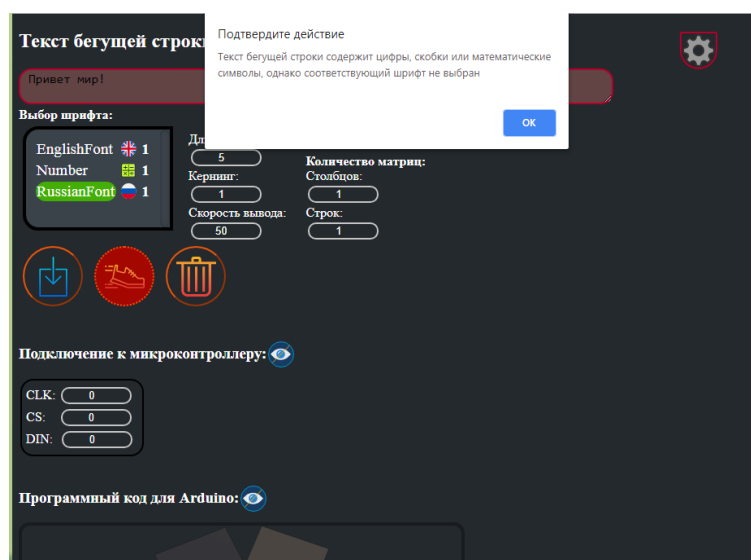 Текст бегущей строк
Подтвердите действие
Текст бегущей строки содержит цифры, скобки или математические
символы, однако соответствующий шрифт не выбран
OK
Привет мир!
Выбор шрифта:
EnglishFont 1
Number 1
RussianFont 1
5
Кернинг:
1
Скорость вывода:
50
Количество матриц:
Столбцов:
1
Строк:
1
Подключение к микроконтроллеру:
CLK: 0
CS: 0
DIN: 0
Программный код для Arduino: